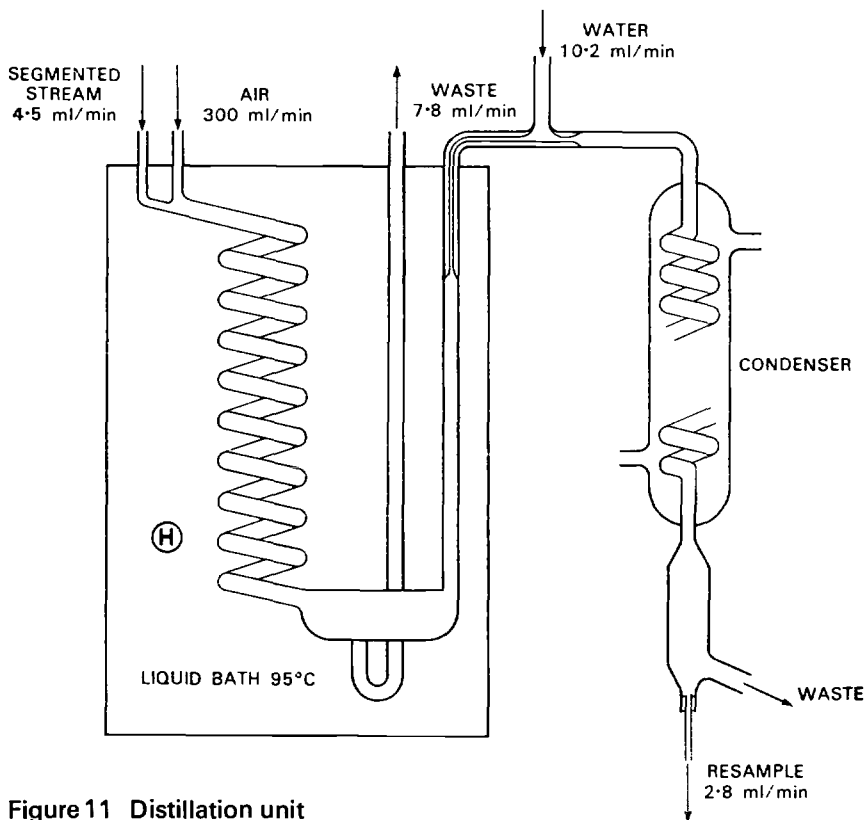 WATER
10·2 ml/min
SEGMENTED
STREAM
4·5 ml/min
AIR
300 ml/min
WASTE
7·8 ml/min
CONDENSER
H
LIQUID BATH 95°C
WASTE
RESAMPLE
2·8 ml/min
Figure 11 Distillation unit